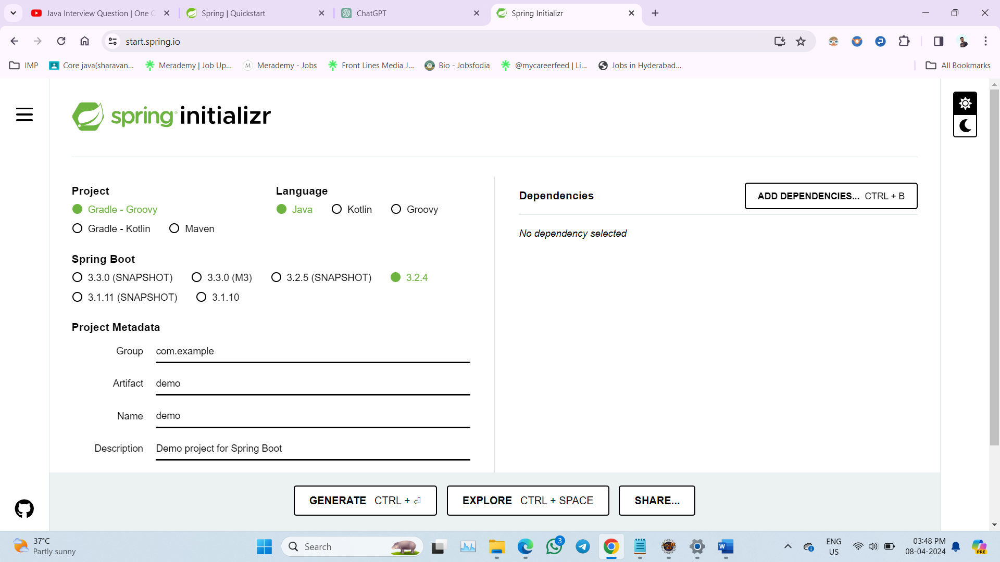 Java Interview Question | One C
Spring | Quickstart
ChatGPT
Spring Initializr
start.spring.io
IMP
Core java(sharavan...
Merademy | Job Up...
Merademy - Jobs
Front Lines Media J...
Bio - Jobsfodia
@mycareerfeed | Li...
Jobs in Hyderabad...
All Bookmarks
spring initializr
Project
Gradle - Groovy
Gradle - Kotlin
Maven
Language
Java
Kotlin
Groovy
Spring Boot
3.3.0 (SNAPSHOT)
3.3.0 (M3)
3.2.5 (SNAPSHOT)
3.2.4
3.1.11 (SNAPSHOT)
3.1.10
Project Metadata
Group com.example
Artifact demo
Name demo
Description Demo project for Spring Boot
Dependencies
ADD DEPENDENCIES... CTRL + B
No dependency selected
GENERATE CTRL + ⏎
EXPLORE CTRL + SPACE
SHARE...
37°C
Partly sunny
Search
3
W
ENG
US
03:48 PM
08-04-2024
PRE